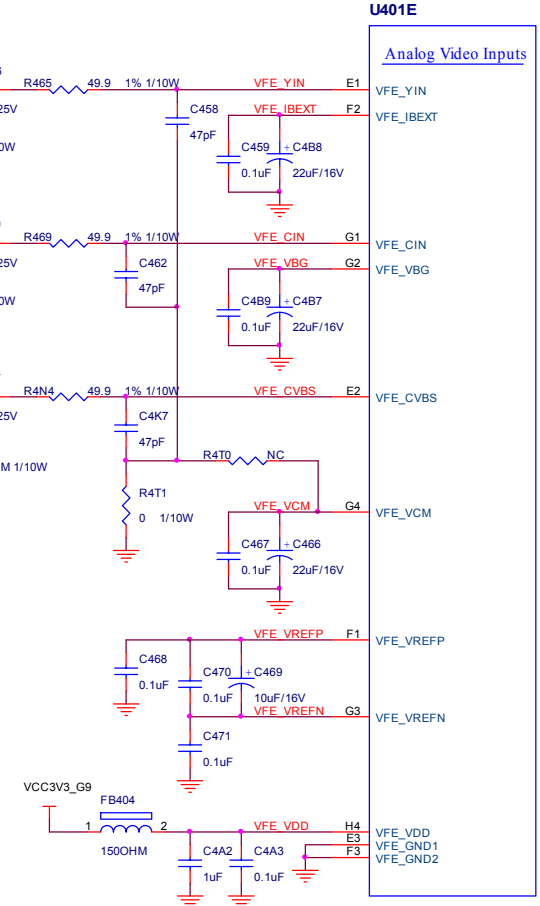 U401E
Analog Video Inputs
R465 49.9 1% 1/10W VFE_YIN E1 VFE_YIN
25V C458 VFE_IBEXT F2 VFE_IBEXT
47pF
0W C459 + C4B8
0.1uF 22uF/16V
R469 49.9 1% 1/10W VFE_CIN G1 VFE_CIN
25V C462 VFE_VBG G2 VFE_VBG
47pF
0W C4B9 + C4B7
0.1uF 22uF/16V
R4N4 49.9 1% 1/10W VFE_CVBS E2 VFE_CVBS
25V C4K7
47pF
M 1/10W R4T0 NC
R4T1
0 1/10W VFE_VCM G4 VFE_VCM
C467 + C466
0.1uF 22uF/16V
VFE_VREFP F1 VFE_VREFP
C468 C470 + C469
0.1uF 0.1uF 10uF/16V
VFE_VREFN G3 VFE_VREFN
C471
0.1uF
VCC3V3_G9
FB404
1 2 VFE_VDD H4 VFE_VDD
E3 VFE_GND1
150OHM F3 VFE_GND2
C4A2 C4A3
1uF 0.1uF